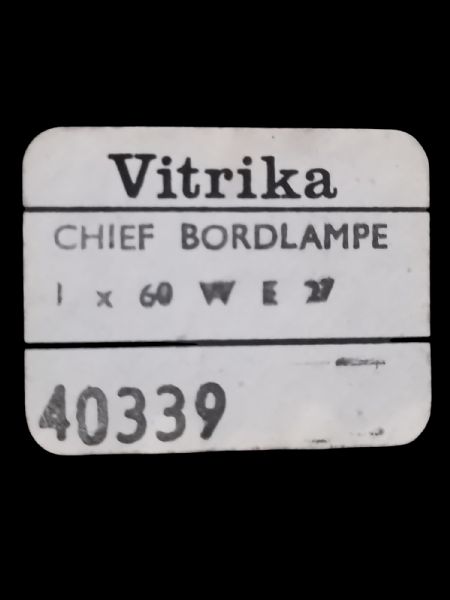 Vitrika
CHIEF BORDLAMPE
1 x 60 W E 27
40339